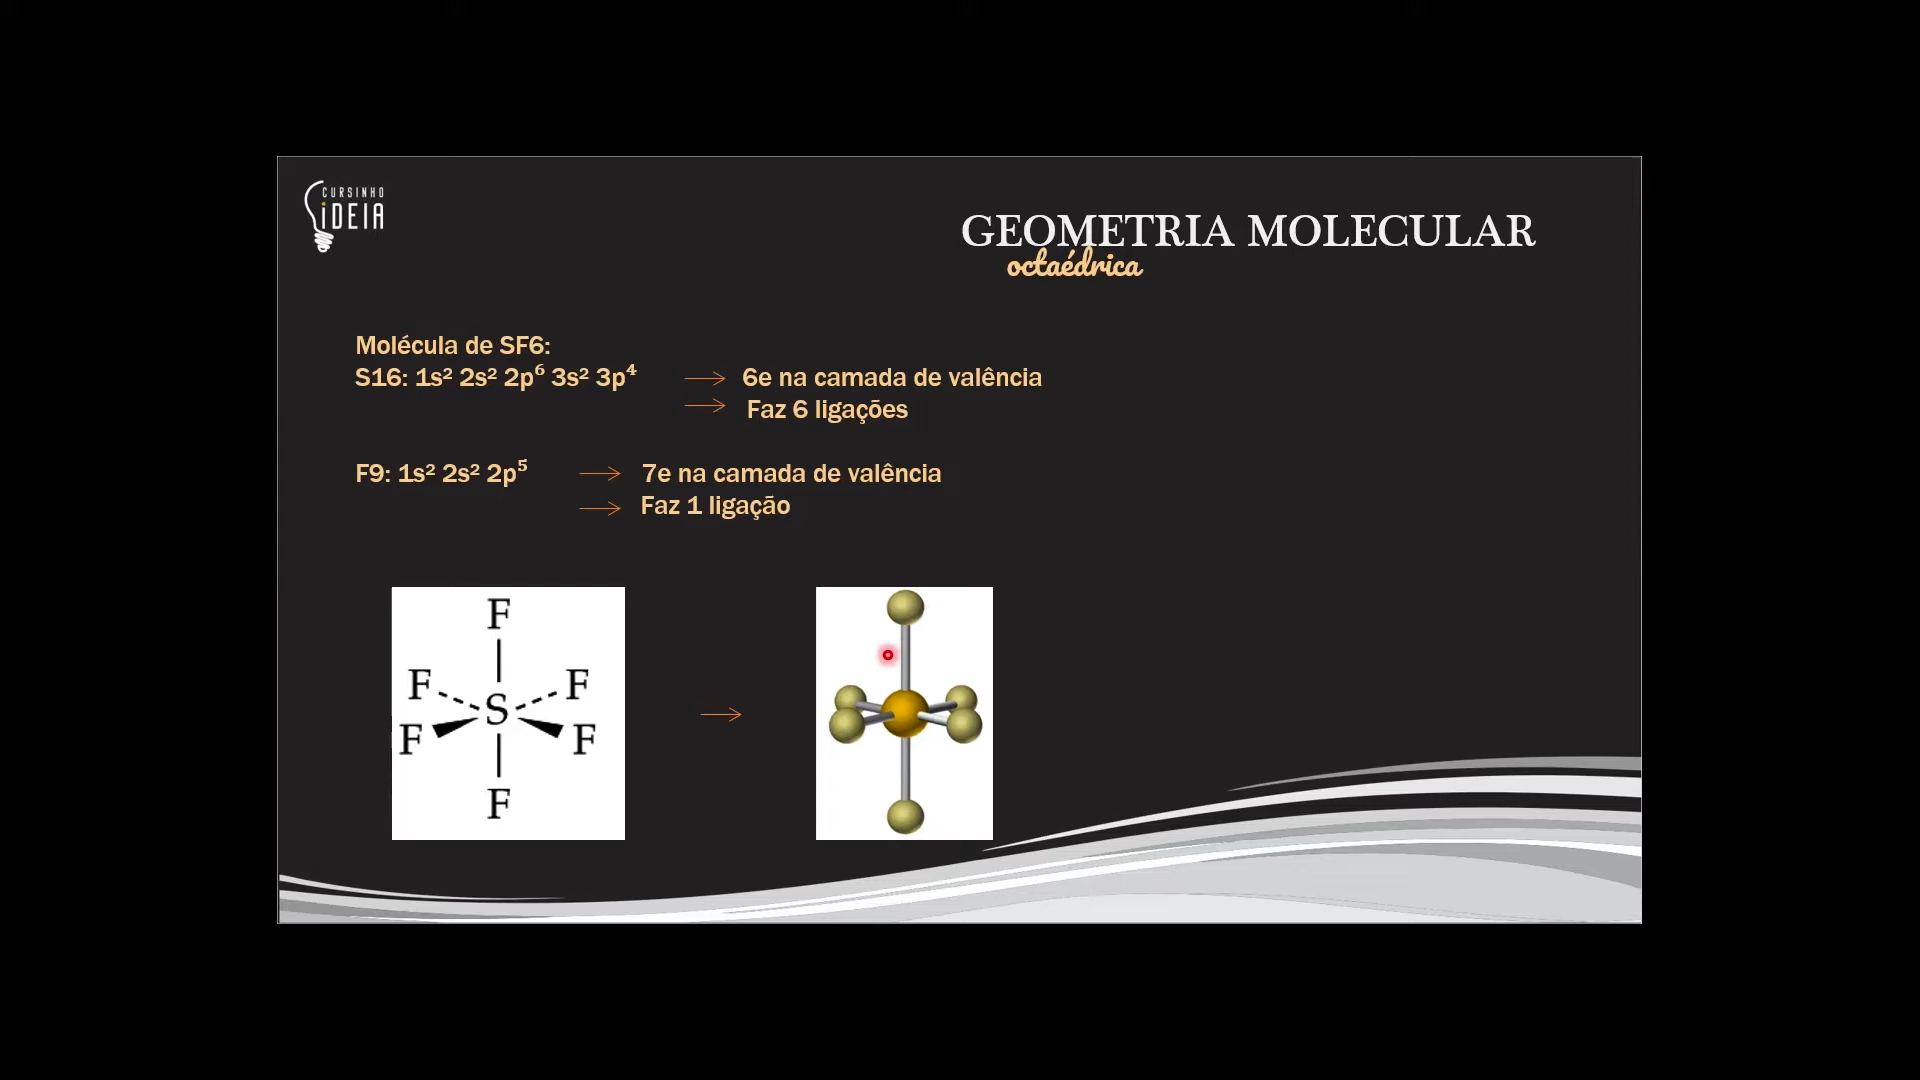 CURSINHO
iDEIA
GEOMETRIA MOLECULAR
octaédrica
Molécula de SF6:
S16: 1s² 2s² 2p⁶ 3s² 3p⁴ → 6e na camada de valência
→ Faz 6 ligações
F9: 1s² 2s² 2p⁵ → 7e na camada de valência
→ Faz 1 ligação
F
F F
S
F F
F
→